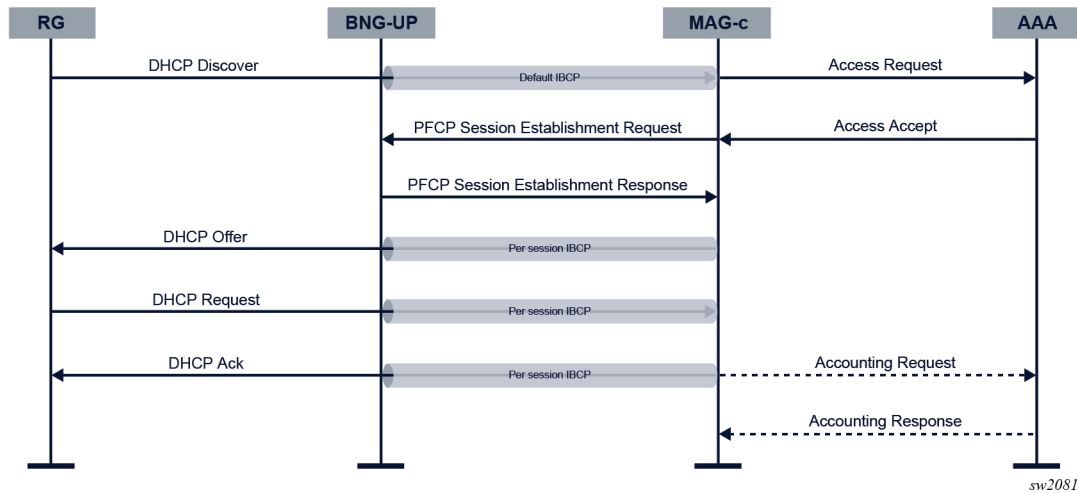 RG
BNG-UP
MAG-c
AAA
DHCP Discover
Default IBCP
Access Request
PFCP Session Establishment Request
Access Accept
PFCP Session Establishment Response
DHCP Offer
Per session IBCP
DHCP Request
Per session IBCP
DHCP Ack
Per session IBCP
Accounting Request
Accounting Response
sw2081